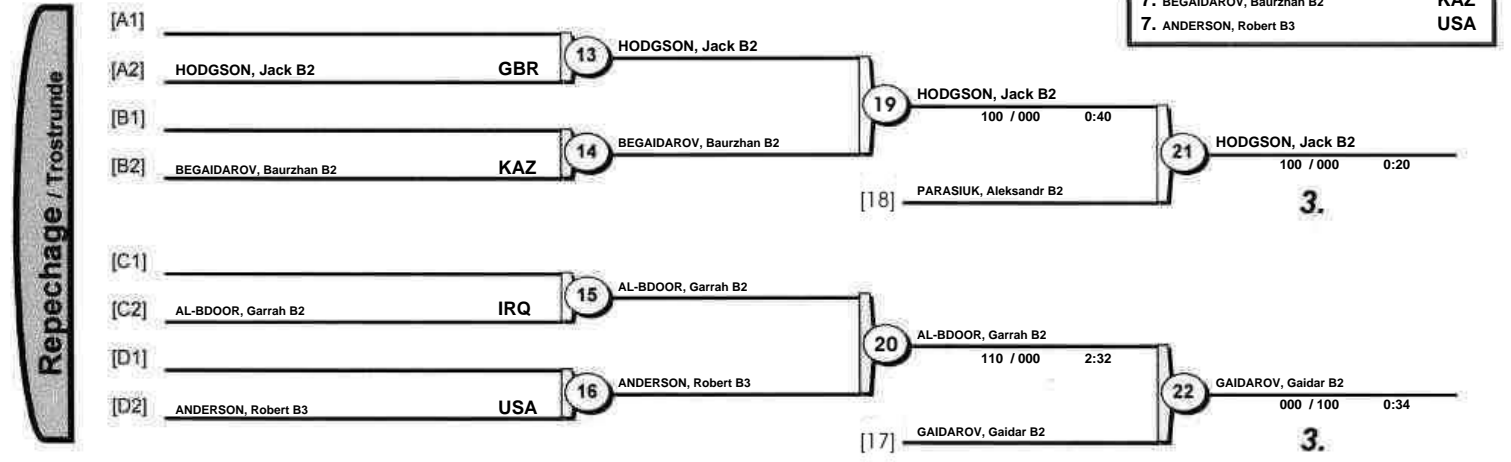 7. BEGAIDAROV, Baurzhan B2 KAZ
7. ANDERSON, Robert B3 USA
Repechage / Trostrunde
[A1]
[A2] HODGSON, Jack B2 GBR
13 HODGSON, Jack B2
[B1]
[B2] BEGAIDAROV, Baurzhan B2 KAZ
14 BEGAIDAROV, Baurzhan B2
19 HODGSON, Jack B2
100 / 000 0:40
[18] PARASIUK, Aleksandr B2
21 HODGSON, Jack B2
100 / 000 0:20
3.
[C1]
[C2] AL-BDOOR, Garrah B2 IRQ
15 AL-BDOOR, Garrah B2
[D1]
[D2] ANDERSON, Robert B3 USA
16 ANDERSON, Robert B3
20 AL-BDOOR, Garrah B2
110 / 000 2:32
[17] GAIDAROV, Gaidar B2
22 GAIDAROV, Gaidar B2
000 / 100 0:34
3.